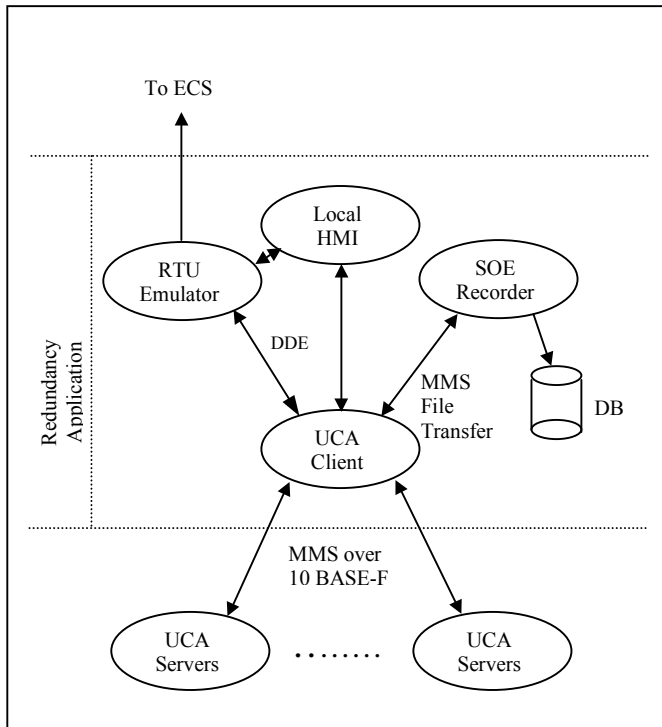 To ECS
Local
HMI
RTU
Emulator
SOE
Recorder
DDE
MMS
File
Transfer
DB
Redundancy
Application
UCA
Client
MMS over
10 BASE-F
UCA
Servers
........
UCA
Servers